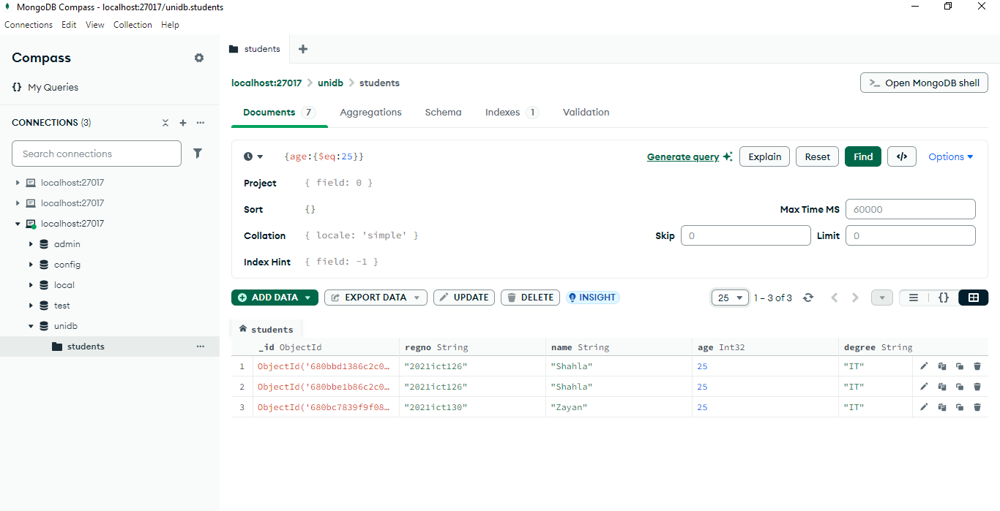 MongoDB Compass - localhost:27017/unidb.students
Connections Edit View Collection Help
Compass
{} My Queries
CONNECTIONS (3)
Search connections
localhost:27017
localhost:27017
localhost:27017
admin
config
local
test
unidb
students
students
localhost:27017 > unidb > students
>_ Open MongoDB shell
Documents 7 Aggregations Schema Indexes 1 Validation
{age:{$eq:25}}
Generate query Explain Reset Find </> Options
Project { field: 0 }
Sort {} Max Time MS 60000
Collation { locale: 'simple' } Skip 0 Limit 0
Index Hint { field: -1 }
ADD DATA EXPORT DATA UPDATE DELETE INSIGHT 25 1 – 3 of 3 {}
students
_id ObjectId regno String name String age Int32 degree String
1 ObjectId('680bbd1386c2c0… "2021ict126" "Shahla" 25 "IT"
2 ObjectId('680bbe1b86c2c0… "2021ict126" "Shahla" 25 "IT"
3 ObjectId('680bc7839f9f08… "2021ict130" "Zayan" 25 "IT"